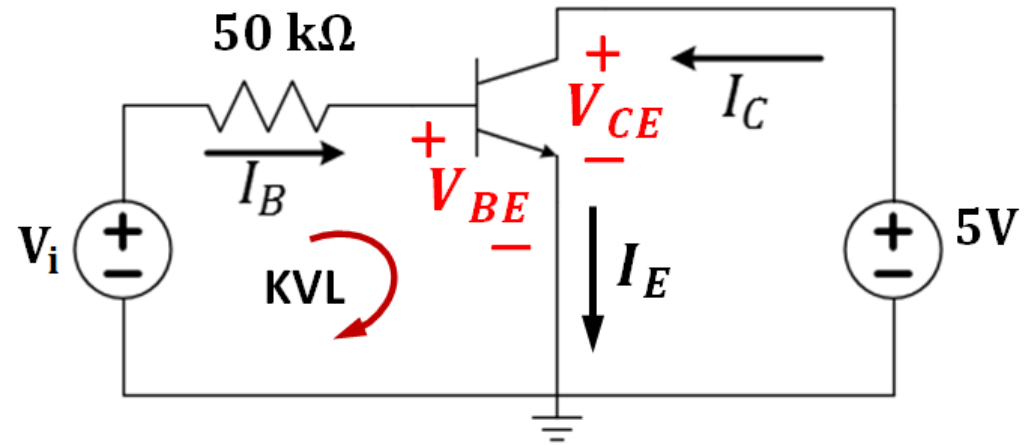 50 kΩ
+
V_CE
−
I_C
+
V_BE
−
I_B
V_i
+
−
KVL
I_E
+
−
5V